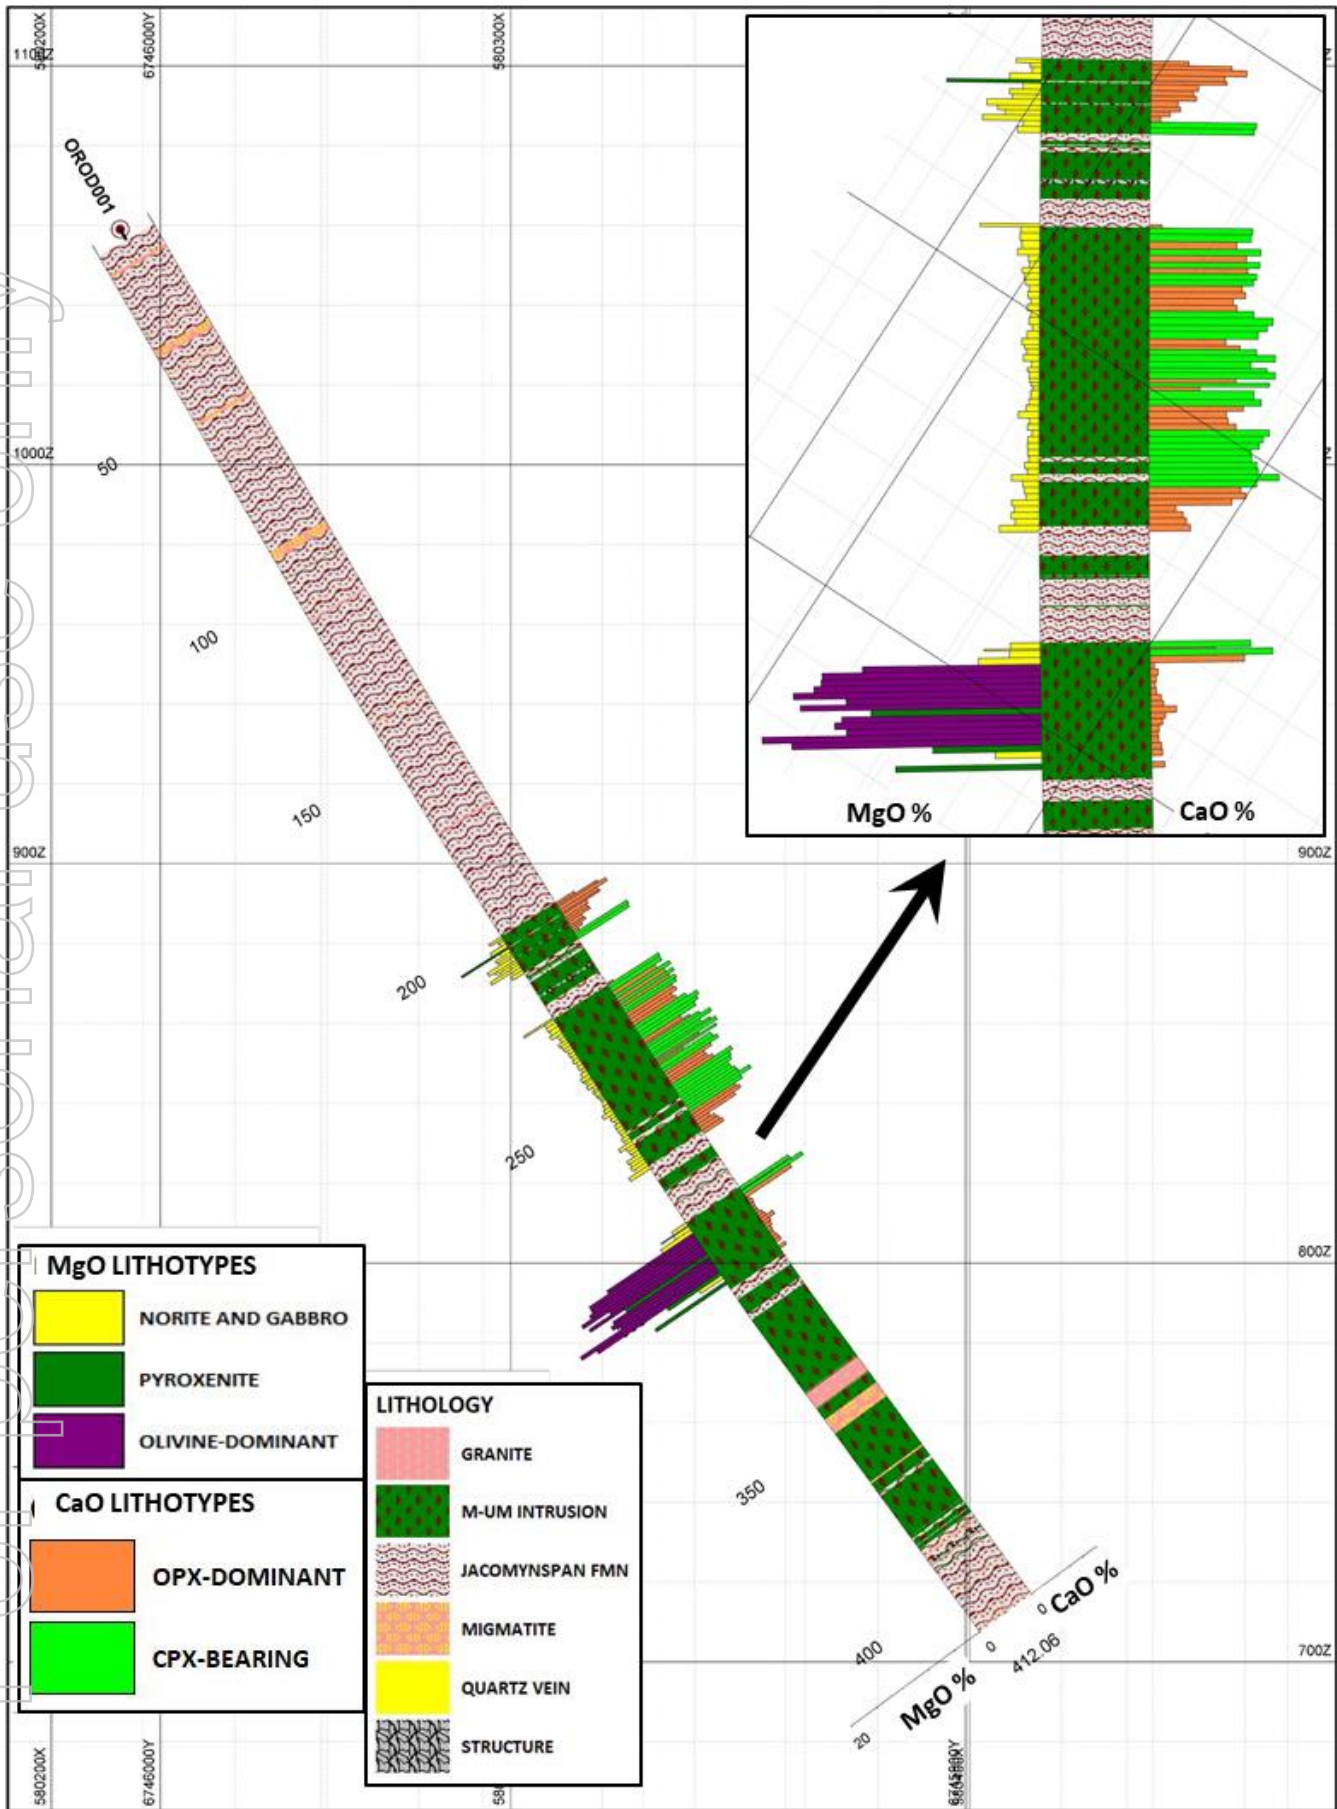 580200X
6746000Y
580300X
1100Z
OROD001
1000Z
50
100
150
900Z
900Z
200
250
MgO %
CaO %
800Z
350
400
412.06
700Z
0
CaO %
0
MgO %
20
MgO LITHOTYPES
NORITE AND GABBRO
PYROXENITE
OLIVINE-DOMINANT
CaO LITHOTYPES
OPX-DOMINANT
CPX-BEARING
LITHOLOGY
GRANITE
M-UM INTRUSION
JACOMYNSPAN FMN
MIGMATITE
QUARTZ VEIN
STRUCTURE
580200X
6746000Y